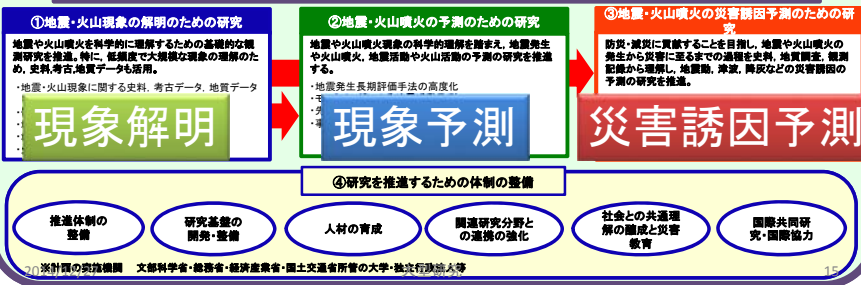 ①地震・火山現象の解明のための研究
地震や火山噴火を科学的に理解するための基礎的な観
測研究を推進。特に、低頻度で大規模な現象の理解のた
め、史料,考古,地質データも活用。
・地震・火山現象に関する史料, 考古データ, 地質データ
現象解明
②地震・火山噴火の予測のための研究
地震や火山噴火現象の科学的理解を踏まえ、地震発生
や火山噴火, 地震活動や火山活動の予測の研究を推進
する。
・地震発生長期評価手法の高度化
現象予測
③地震・火山噴火の災害誘因予測のための研
究
防災・減災に貢献することを目指し、地震や火山噴火の
発生から災害に至るまでの過程を史料, 地質調査, 観測
記録から理解し, 地震動, 津波, 降灰などの災害誘因の
予測の研究を推進。
災害誘因予測
④研究を推進するための体制の整備
推進体制の
整備
研究基盤の
開発・整備
人材の育成
関連研究分野と
の連携の強化
社会との共通理
解の醸成と災害
教育
国際共同研
究・国際協力
※計画の実施機関 文部科学省・総務省・経済産業省・国土交通省所管の大学・独立行政法人等
15